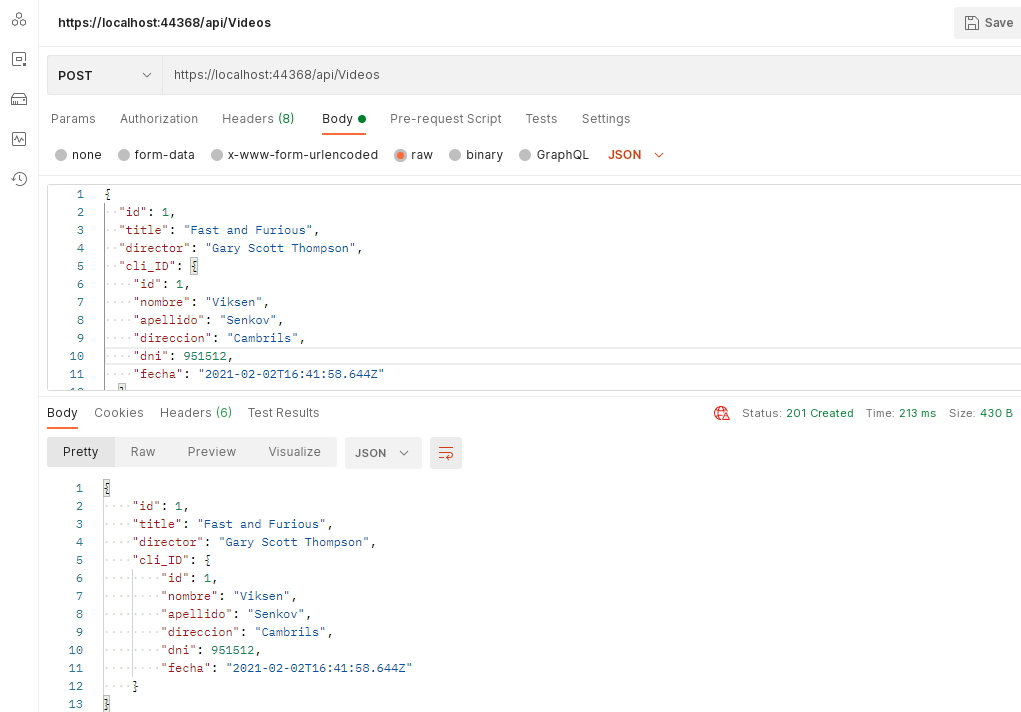 https://localhost:44368/api/Videos
Save
POST
https://localhost:44368/api/Videos
Params Authorization Headers (8) Body Pre-request Script Tests Settings
none form-data x-www-form-urlencoded raw binary GraphQL JSON
1 {
2 "id": 1,
3 "title": "Fast and Furious",
4 "director": "Gary Scott Thompson",
5 "cli_ID": {
6 "id": 1,
7 "nombre": "Viksen",
8 "apellido": "Senkov",
9 "direccion": "Cambrils",
10 "dni": 951512,
11 "fecha": "2021-02-02T16:41:58.644Z"
Body Cookies Headers (6) Test Results Status: 201 Created Time: 213 ms Size: 430 B
Pretty Raw Preview Visualize JSON
1 {
2 "id": 1,
3 "title": "Fast and Furious",
4 "director": "Gary Scott Thompson",
5 "cli_ID": {
6 "id": 1,
7 "nombre": "Viksen",
8 "apellido": "Senkov",
9 "direccion": "Cambrils",
10 "dni": 951512,
11 "fecha": "2021-02-02T16:41:58.644Z"
12 }
13 }